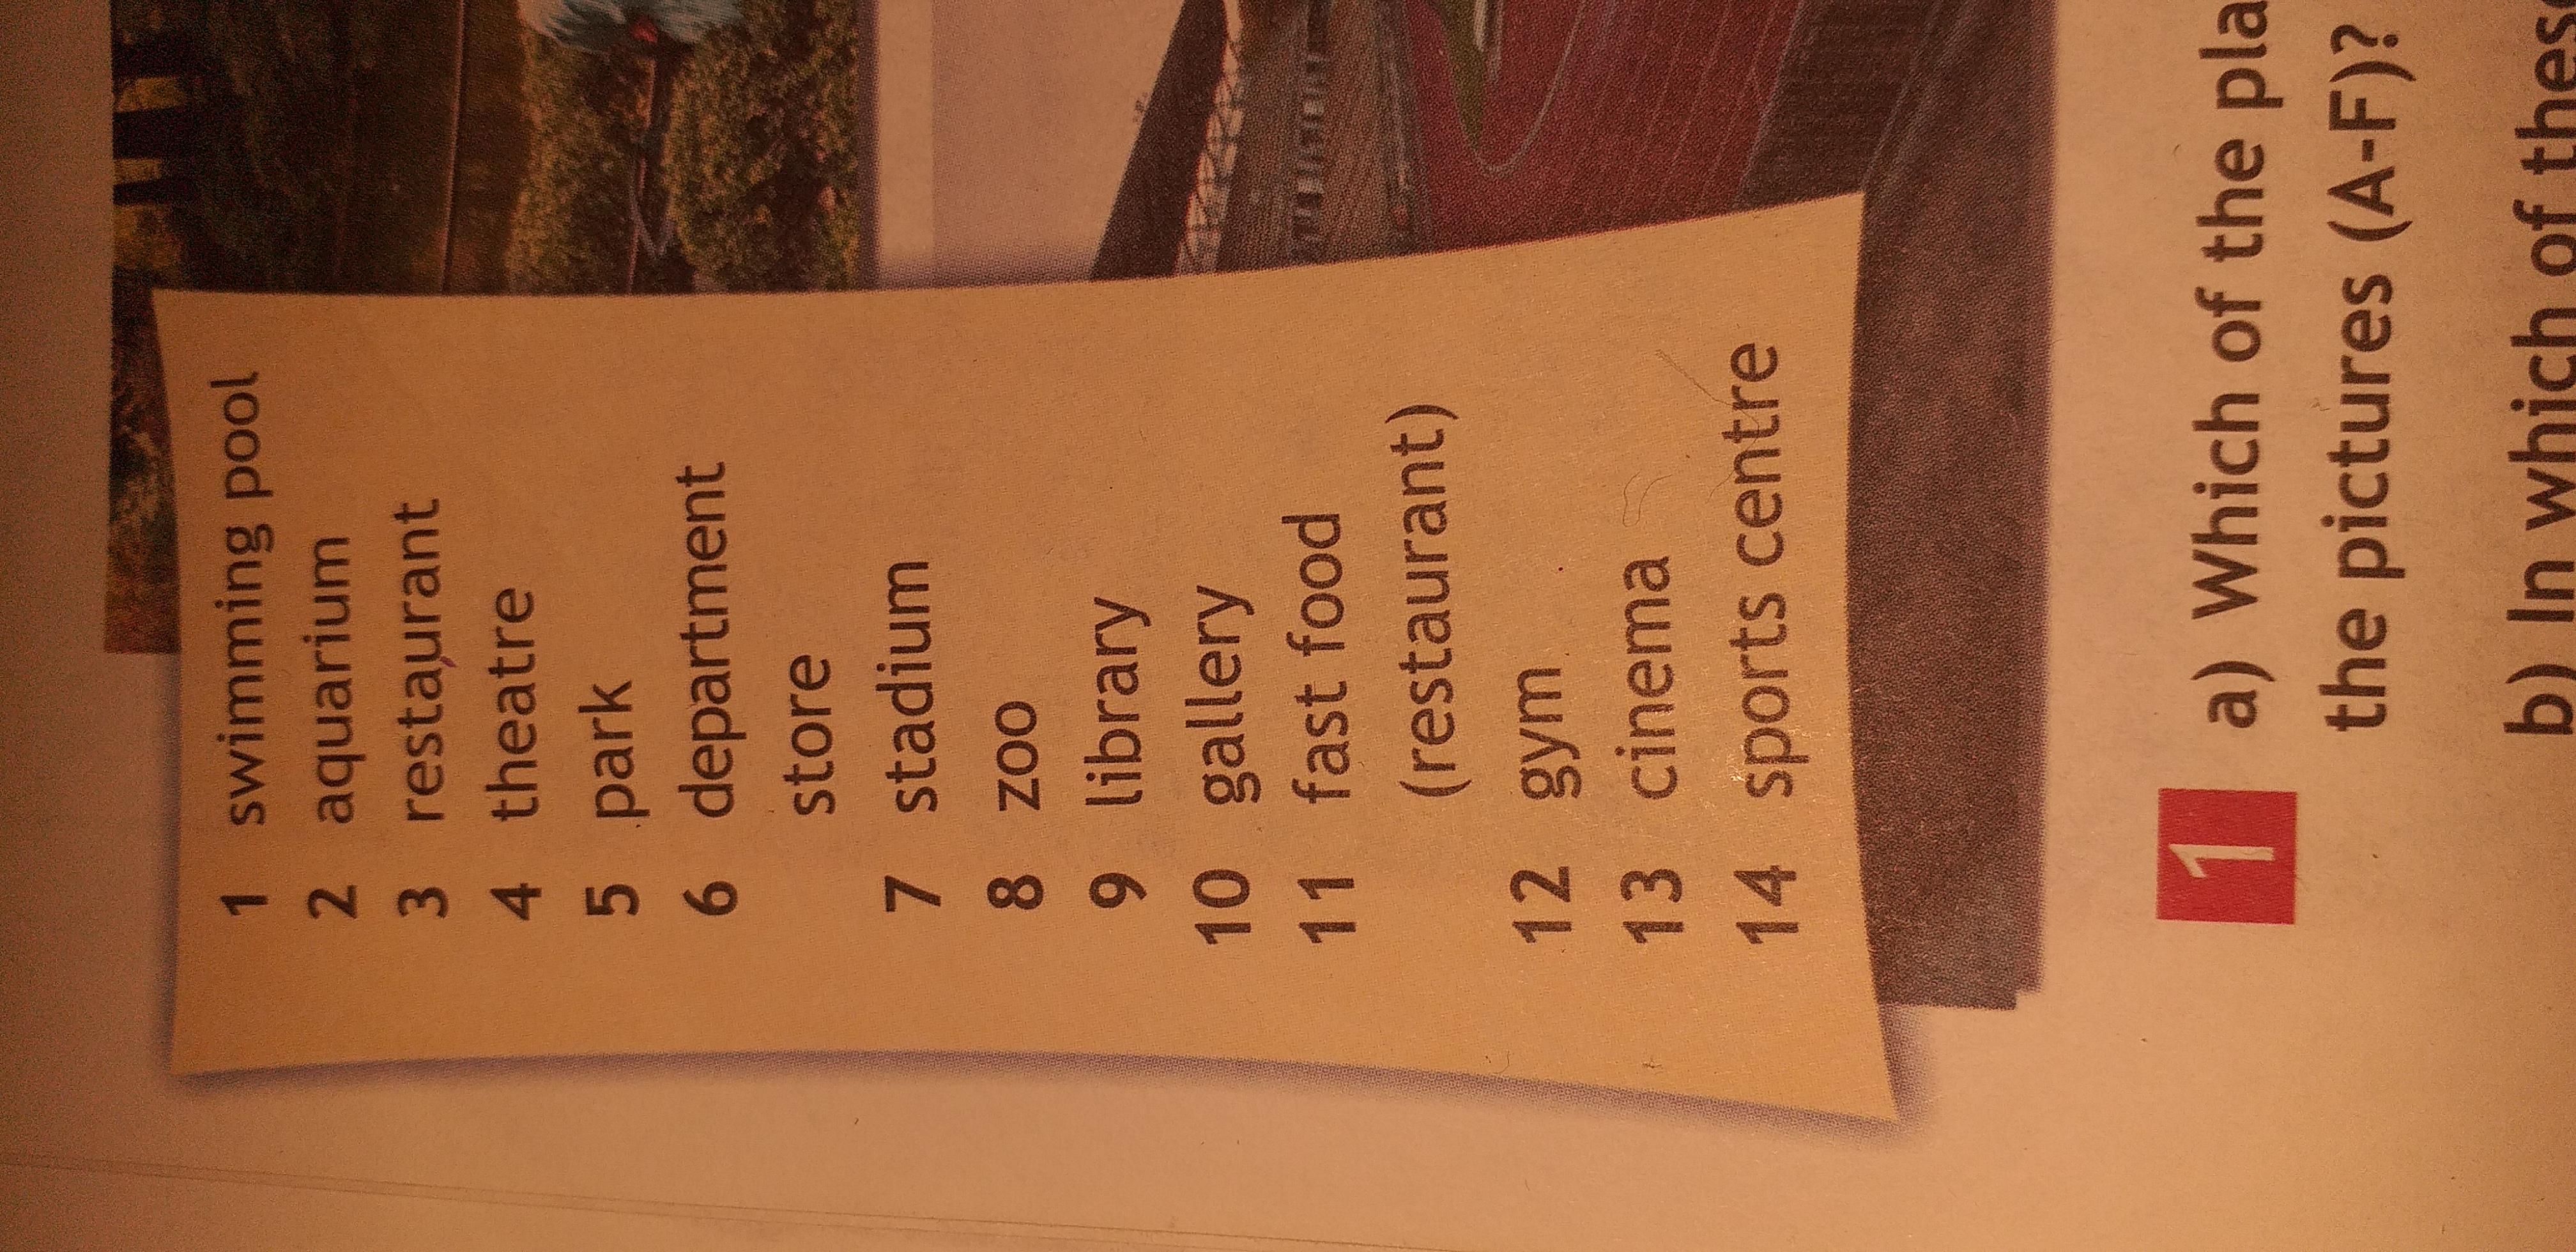 1 swimming pool
2 aquarium
3 restaurant
4 theatre
5 park
6 department
store
7 stadium
8 zoo
9 library
10 gallery
11 fast food
(restaurant)
12 gym
13 cinema
14 sports centre
1 a) Which of the
the pictures (A-F)?
b) In which of